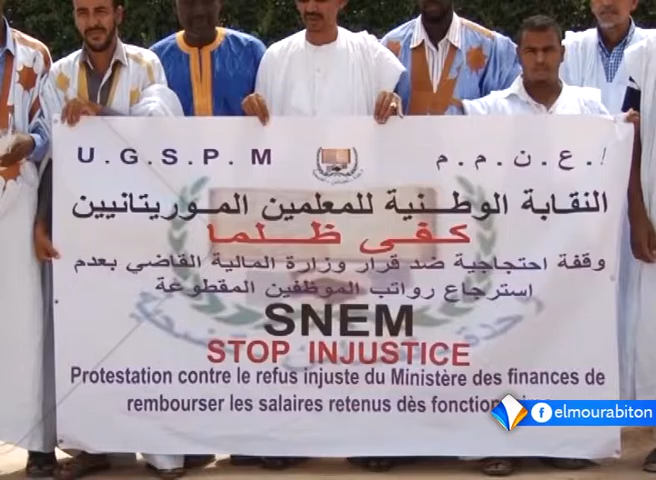 U.G.S.P.M
ا.ع.ن.م.م
النقابة الوطنية للمعلمين الموريتانيين
كفى ظلما
وقفة احتجاجية ضد قرار وزارة المالية القاضي بعدم
استرجاع رواتب الموظفين المقطوعة
SNEM
STOP INJUSTICE
Protestation contre le refus injuste du Ministère des finances de
rembourser les salaires retenus dès
elmourabiton